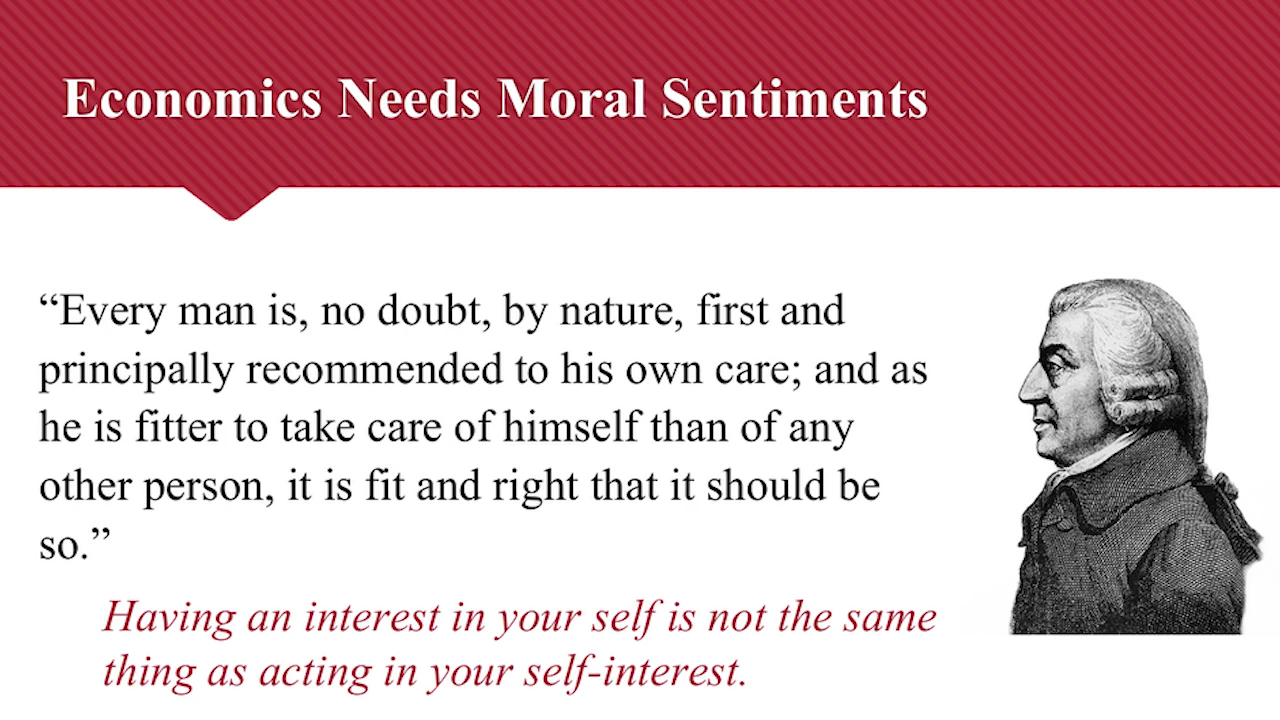 Economics Needs Moral Sentiments
“Every man is, no doubt, by nature, first and
principally recommended to his own care; and as
he is fitter to take care of himself than of any
other person, it is fit and right that it should be
so.”
Having an interest in your self is not the same
thing as acting in your self-interest.